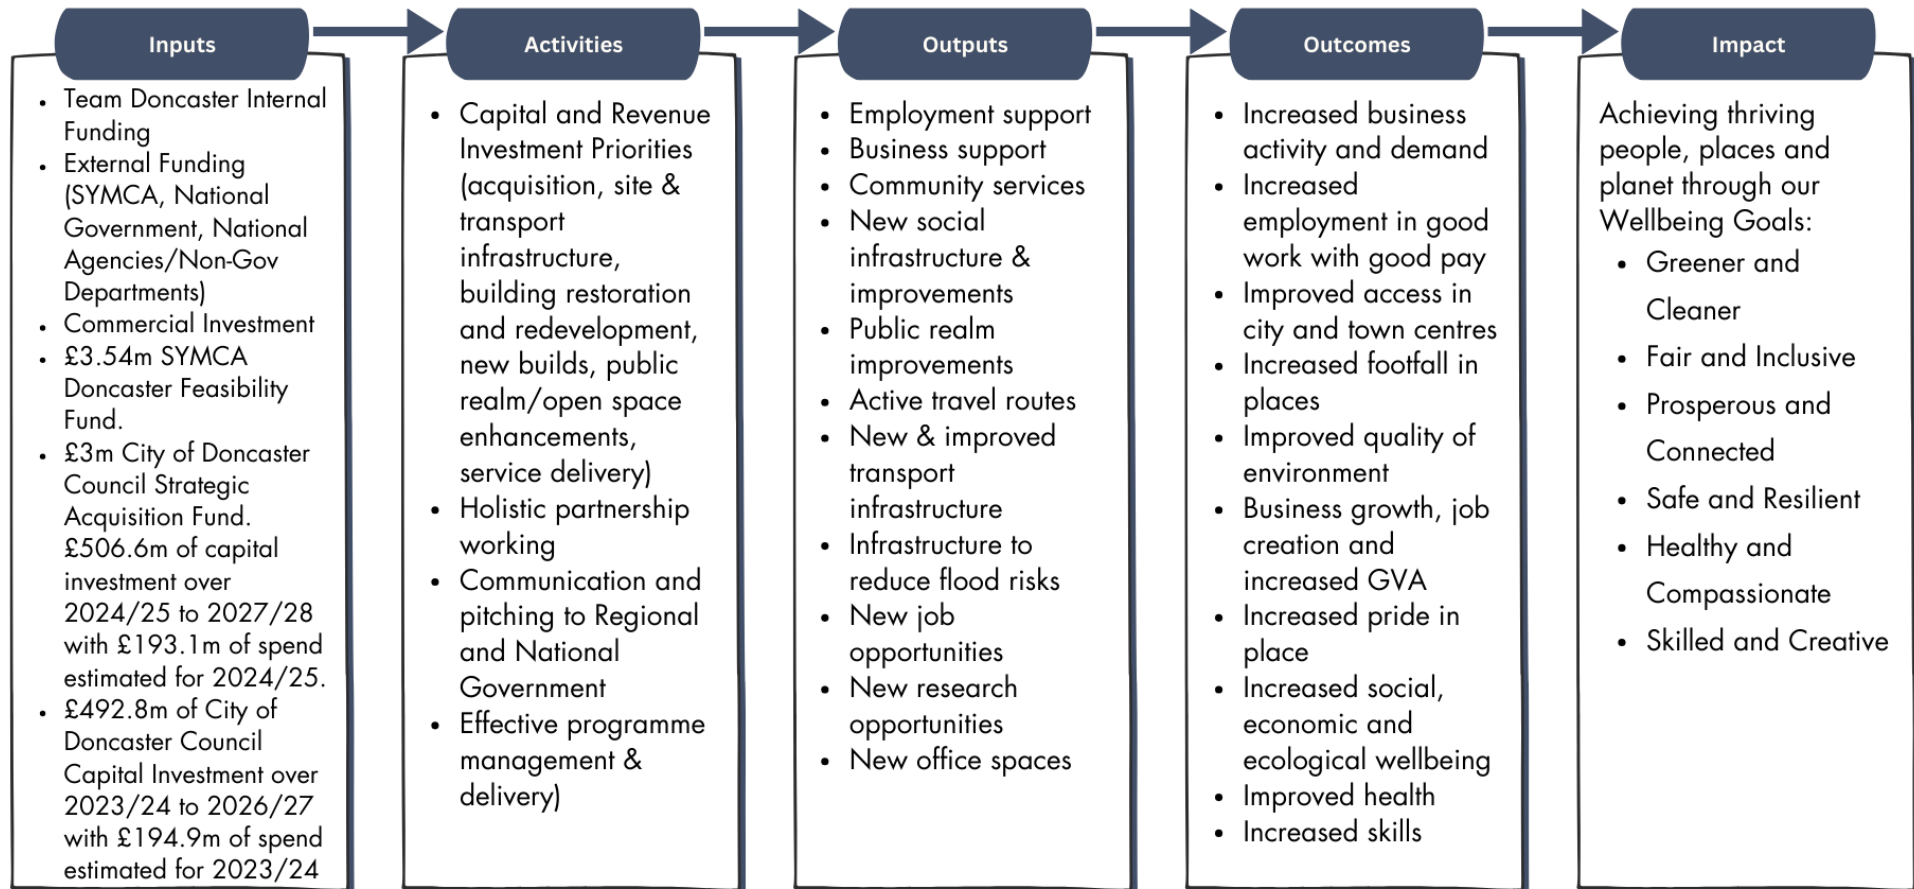 Inputs
Team Doncaster Internal
Funding
External Funding
(SYMCA, National
Government, National
Agencies/Non-Gov
Departments)
Commercial Investment
£3.54m SYMCA
Doncaster Feasibility
Fund.
£3m City of Doncaster
Council Strategic
Acquisition Fund.
£506.6m of capital
investment over
2024/25 to 2027/28
with £193.1m of spend
estimated for 2024/25.
£492.8m of City of
Doncaster Council
Capital Investment over
2023/24 to 2026/27
with £194.9m of spend
estimated for 2023/24
Activities
Capital and Revenue
Investment Priorities
(acquisition, site &
transport
infrastructure,
building restoration
and redevelopment,
new builds, public
realm/open space
enhancements,
service delivery)
Holistic partnership
working
Communication and
pitching to Regional
and National
Government
Effective programme
management &
delivery)
Outputs
Employment support
Business support
Community services
New social
infrastructure &
improvements
Public realm
improvements
Active travel routes
New & improved
transport
infrastructure
Infrastructure to
reduce flood risks
New job
opportunities
New research
opportunities
New office spaces
Outcomes
Increased business
activity and demand
Increased
employment in good
work with good pay
Improved access in
city and town centres
Increased footfall in
places
Improved quality of
environment
Business growth, job
creation and
increased GVA
Increased pride in
place
Increased social,
economic and
ecological wellbeing
Improved health
Increased skills
Impact
Achieving thriving
people, places and
planet through our
Wellbeing Goals:
Greener and
Cleaner
Fair and Inclusive
Prosperous and
Connected
Safe and Resilient
Healthy and
Compassionate
Skilled and Creative